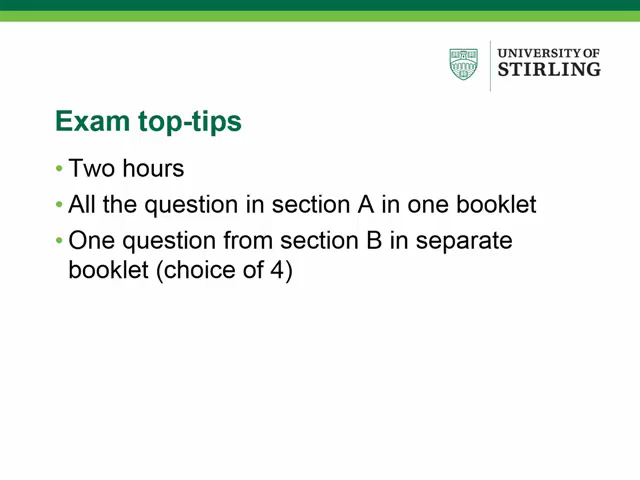 UNIVERSITY OF
STIRLING
Exam top-tips
• Two hours
• All the question in section A in one booklet
• One question from section B in separate
booklet (choice of 4)